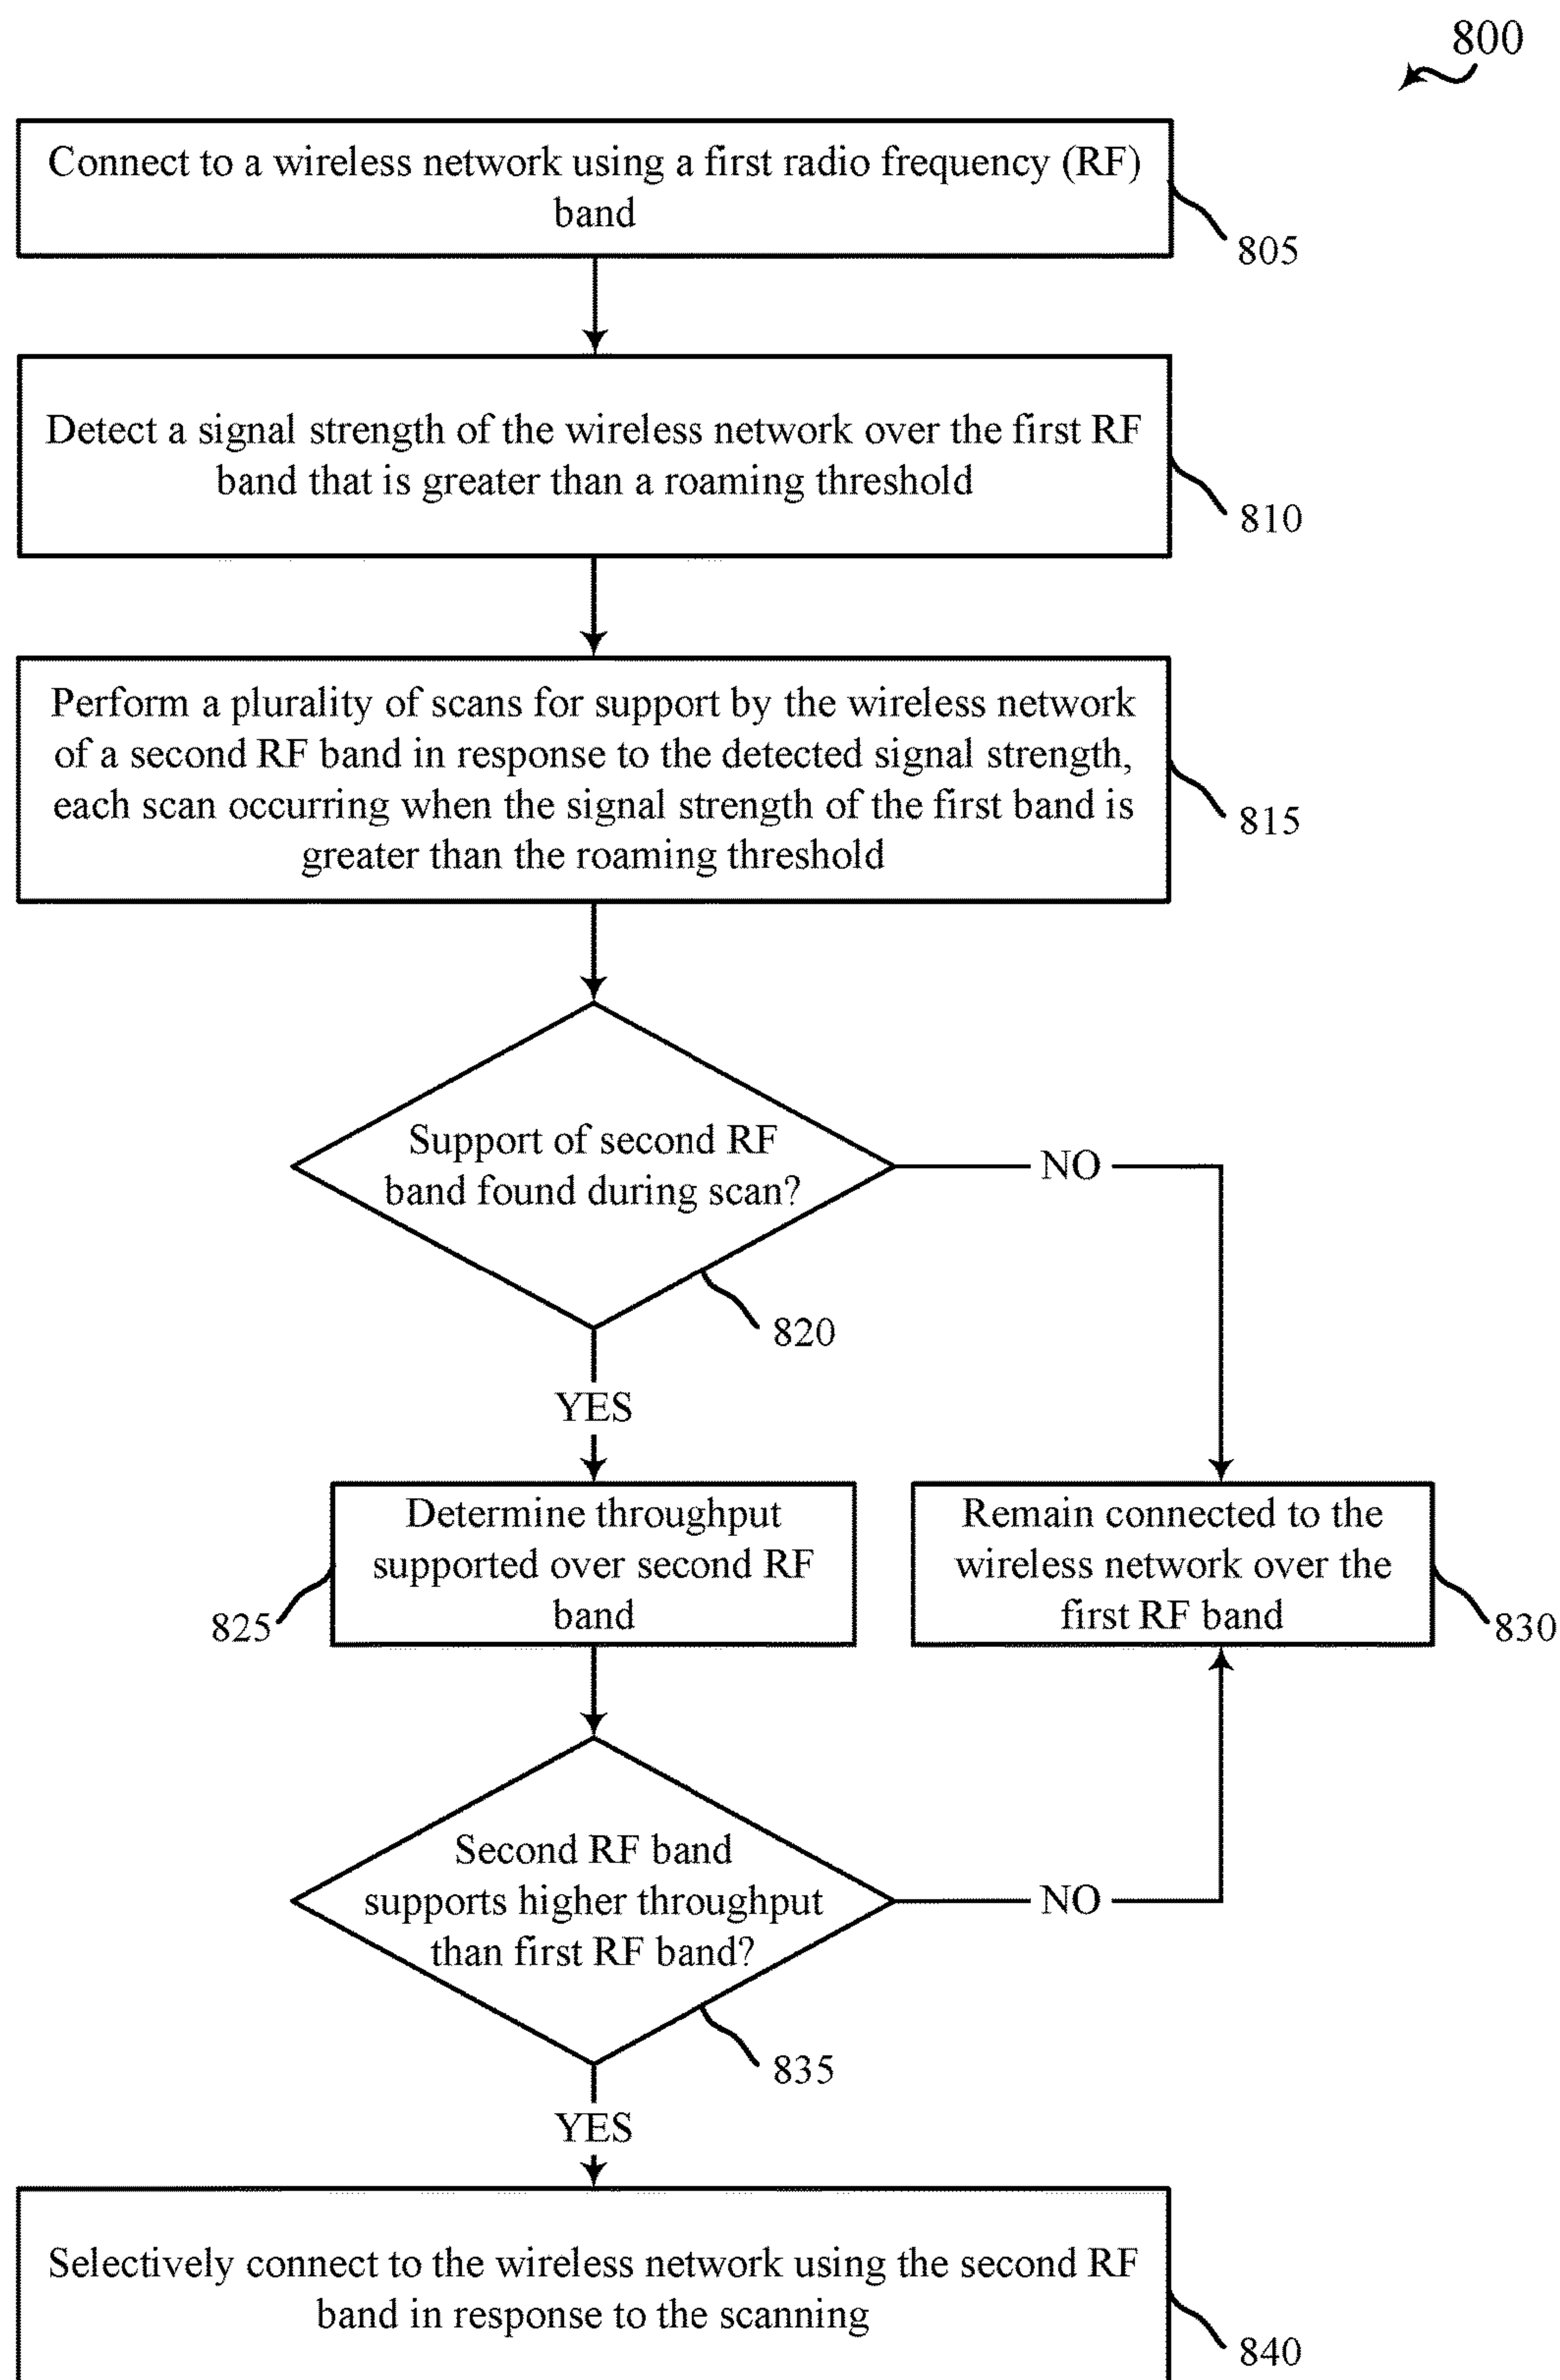 800
Connect to a wireless network using a first radio frequency (RF)
band
805
Detect a signal strength of the wireless network over the first RF
band that is greater than a roaming threshold
810
Perform a plurality of scans for support by the wireless network
of a second RF band in response to the detected signal strength,
each scan occurring when the signal strength of the first band is
greater than the roaming threshold
815
Support of second RF
band found during scan?
NO
820
YES
Determine throughput
supported over second RF
band
825
Remain connected to the
wireless network over the
first RF band
830
Second RF band
supports higher throughput
than first RF band?
NO
835
YES
Selectively connect to the wireless network using the second RF
band in response to the scanning
840